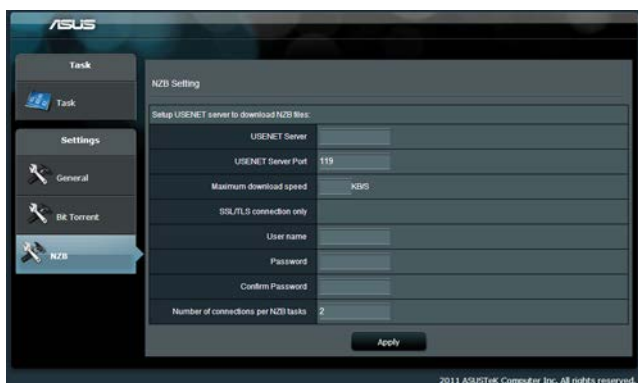 ASUS
Task
Task
Settings
General
Bit Torrent
NZB
NZB Setting
Setup USENET server to download NZB files:
USENET Server
USENET Server Port 119
Maximum download speed KB/S
SSL/TLS connection only
User name
Password
Confirm Password
Number of connections per NZB tasks 2
Apply
2011 ASUSTeK Computer Inc. All rights reserved.